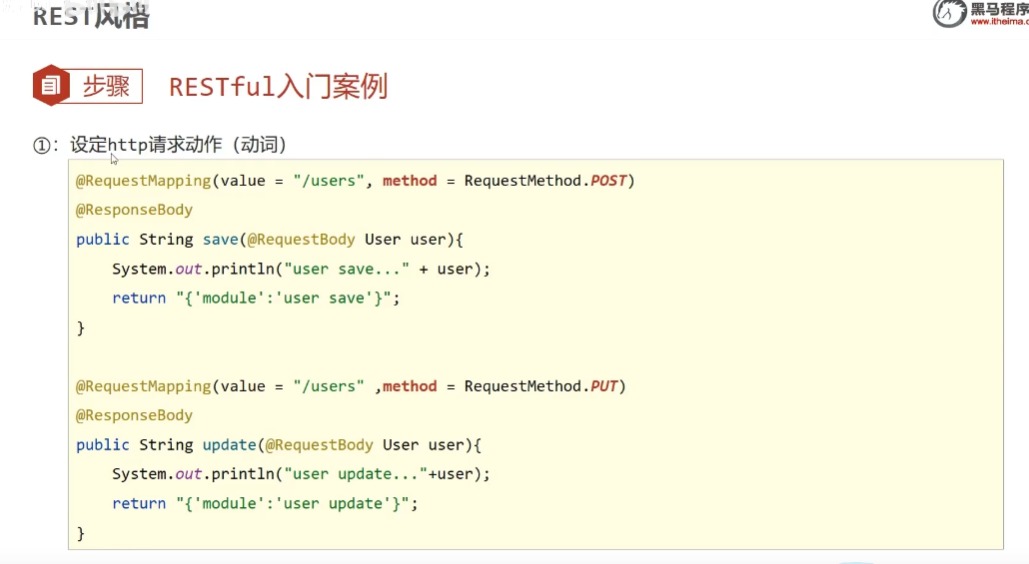 REST风格
黑马程序
www.itheima.c
步骤
RESTful入门案例
①：设定http请求动作（动词）
@RequestMapping(value = "/users", method = RequestMethod.POST)
@ResponseBody
public String save(@RequestBody User user){
    System.out.println("user save..." + user);
    return "{'module':'user save'}";
}
@RequestMapping(value = "/users" ,method = RequestMethod.PUT)
@ResponseBody
public String update(@RequestBody User user){
    System.out.println("user update..."+user);
    return "{'module':'user update'}";
}